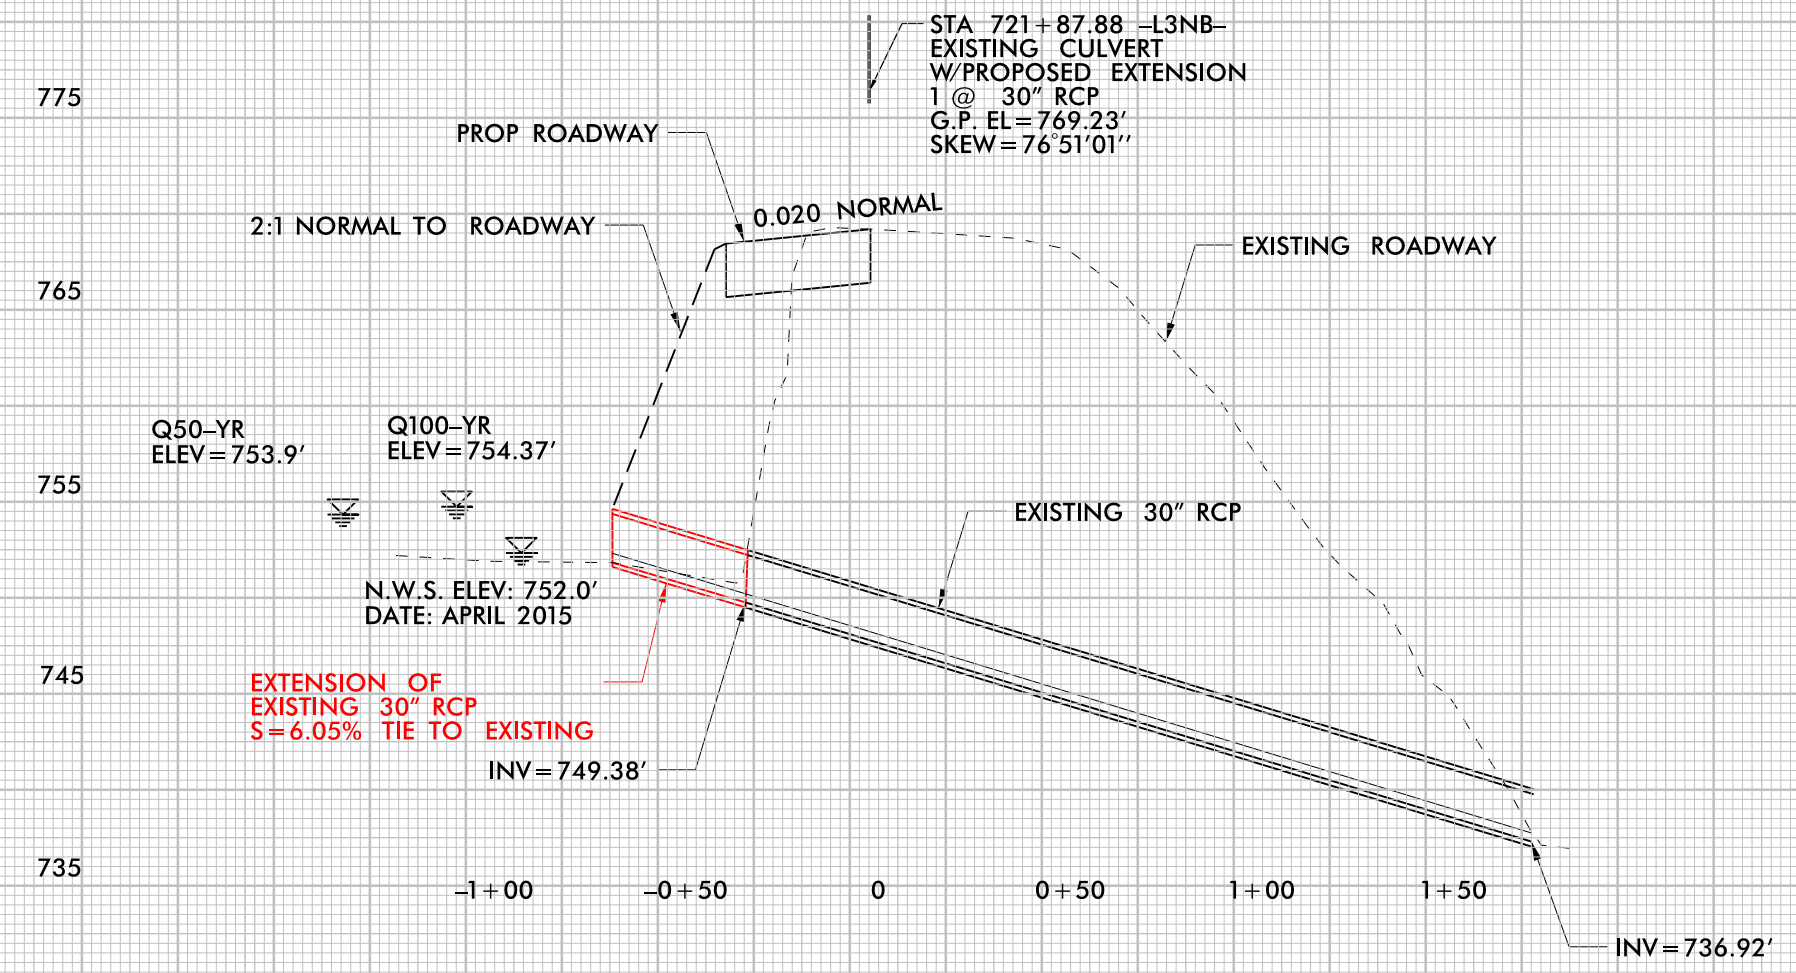 STA 721+87.88 –L3NB–
EXISTING CULVERT
W/PROPOSED EXTENSION
1 @ 30" RCP
G.P. EL=769.23'
SKEW=76°51'01''
775
PROP ROADWAY
0.020 NORMAL
2:1 NORMAL TO ROADWAY
EXISTING ROADWAY
765
Q50–YR
ELEV=753.9'
Q100–YR
ELEV=754.37'
755
EXISTING 30" RCP
N.W.S. ELEV: 752.0'
DATE: APRIL 2015
745
EXTENSION OF
EXISTING 30" RCP
S=6.05% TIE TO EXISTING
INV=749.38'
735
–1+00 –0+50 0 0+50 1+00 1+50
INV=736.92'